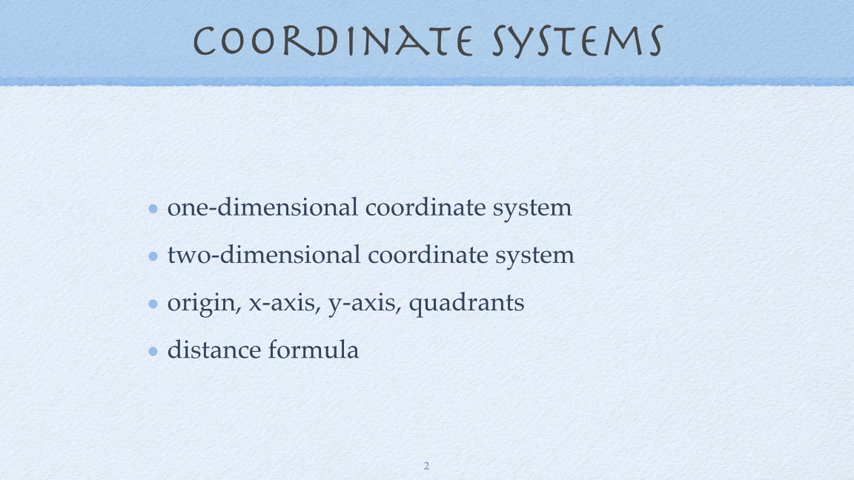 COORDINATE SYSTEMS
• one-dimensional coordinate system
• two-dimensional coordinate system
• origin, x-axis, y-axis, quadrants
• distance formula
2